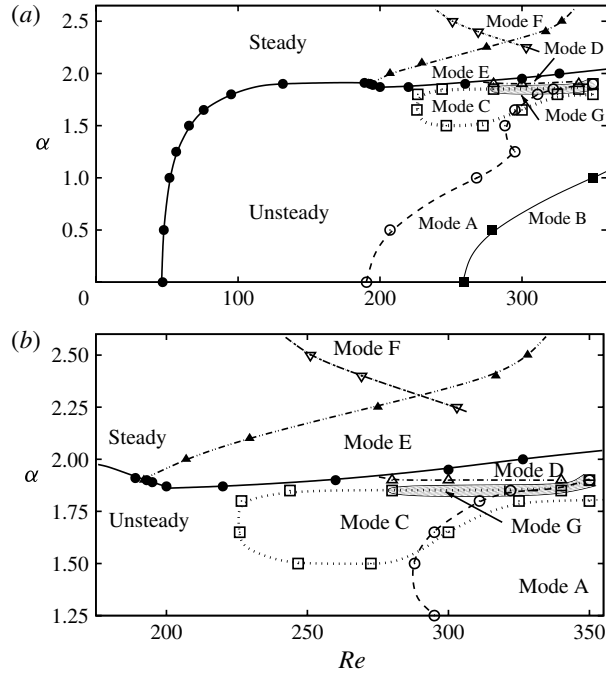 (a)
2.5
2.0
1.5
1.0
0.5
0
α
Steady
Unsteady
Mode F
Mode D
Mode E
Mode C
Mode G
Mode A
Mode B
0
100
200
300
(b)
2.50
2.25
2.00
1.75
1.50
1.25
α
Steady
Unsteady
Mode F
Mode E
Mode D
Mode C
Mode G
Mode A
200
250
300
350
Re